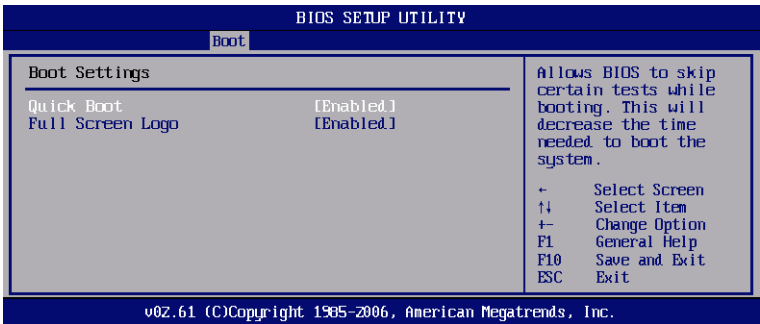 BIOS SETUP UTILITY
Boot
Boot Settings
Quick Boot [Enabled]
Full Screen Logo [Enabled]
Allows BIOS to skip
certain tests while
booting. This will
decrease the time
needed to boot the
system.
← Select Screen
↑↓ Select Item
+- Change Option
F1 General Help
F10 Save and Exit
ESC Exit
v02.61 (C)Copyright 1985-2006, American Megatrends, Inc.